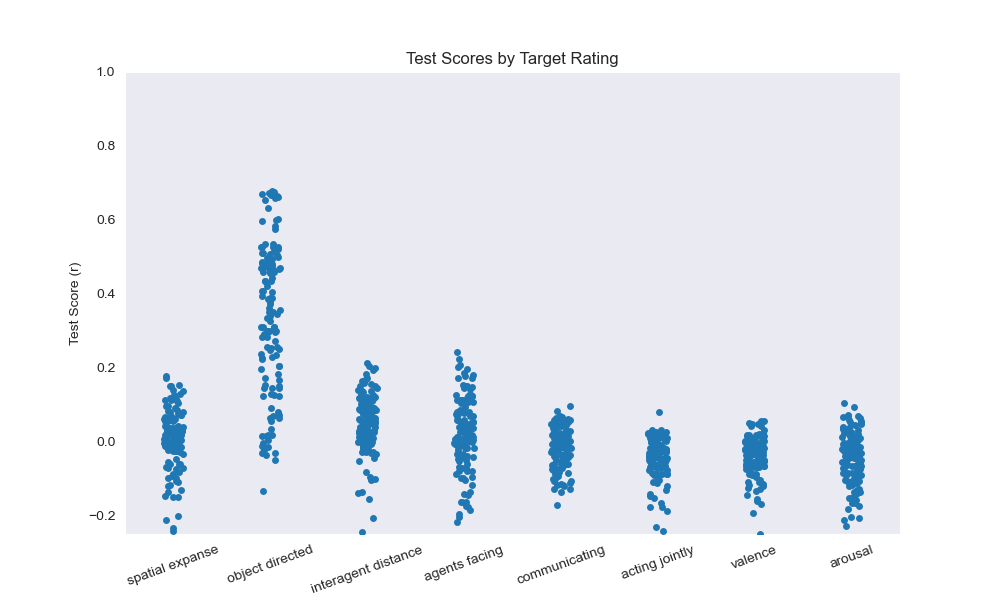 Test Scores by Target Rating
1.0
0.8
0.6
0.4
0.2
0.0
−0.2
Test Score (r)
spatial expanse
object directed
interagent distance
agents facing
communicating
acting jointly
valence
arousal